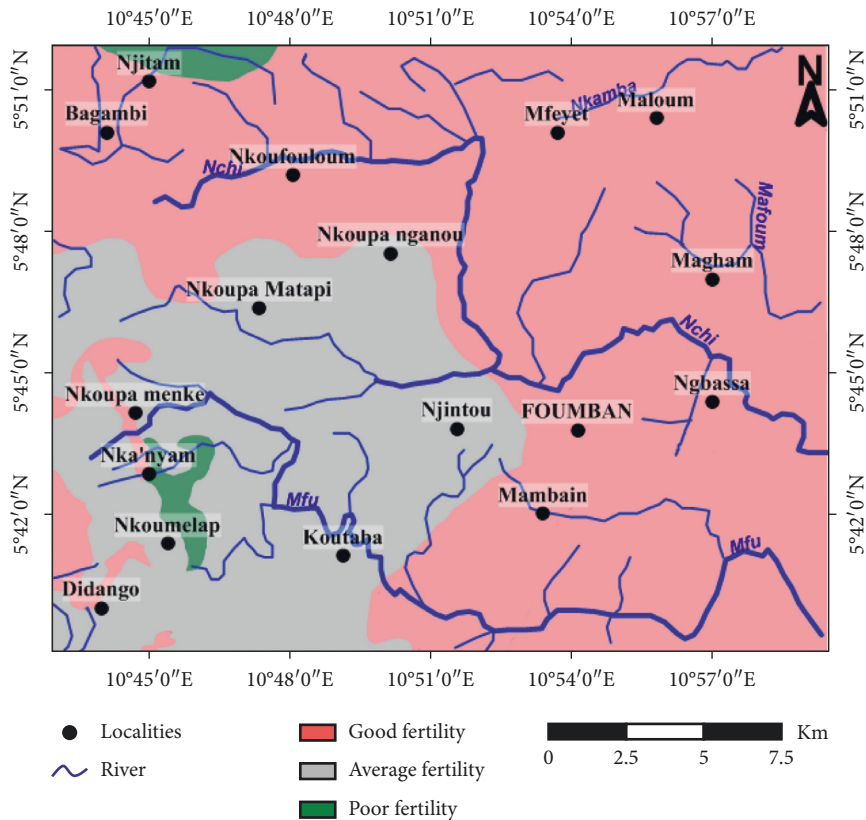 10°45′0″E 10°48′0″E 10°51′0″E 10°54′0″E 10°57′0″E
5°51′0″N
5°48′0″N
5°45′0″N
5°42′0″N
N
Njitam
Bagambi
Nkamba
Maloum
Mfeyet
Nkoufouloum
Nchi
Mafoum
Nkoupa nganou
Magham
Nkoupa Matapi
Nchi
Nkoupa menke
Ngbassa
Njintou
FOUMBAN
Nka'nyam
Mambain
Mfu
Nkoumelap
Koutaba
Mfu
Didango
5°51′0″N
5°48′0″N
5°45′0″N
5°42′0″N
10°45′0″E 10°48′0″E 10°51′0″E 10°54′0″E 10°57′0″E
Localities
River
Good fertility
Average fertility
Poor fertility
Km
0 2.5 5 7.5